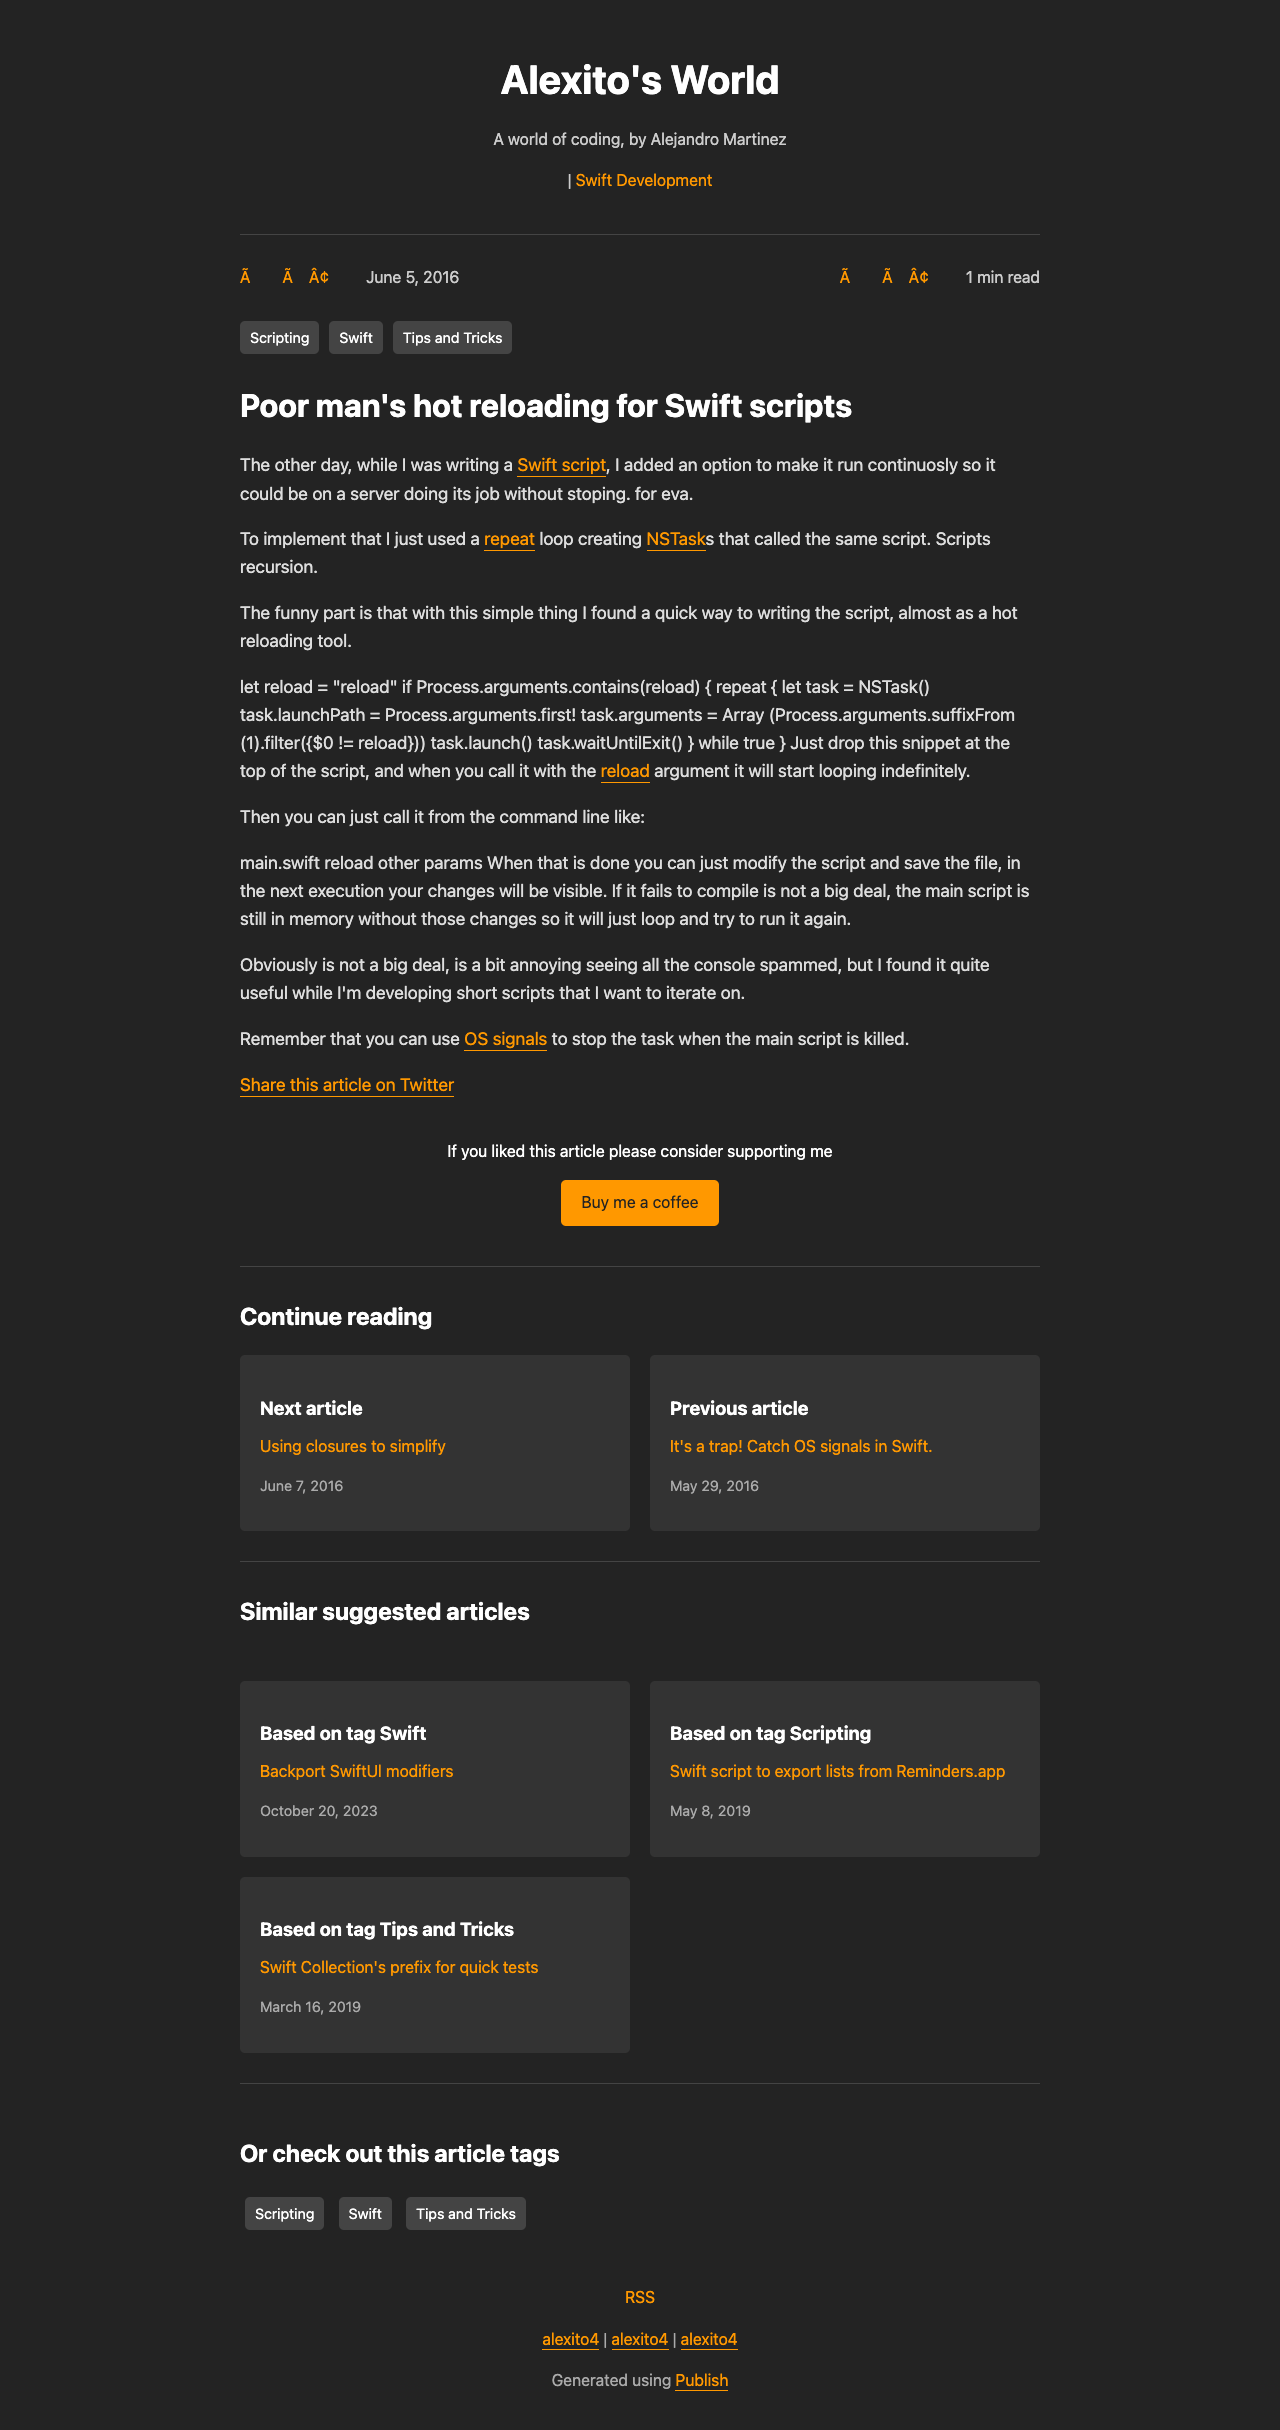 Alexito's World
A world of coding, by Alejandro Martinez
| Swift Development
Ã Ã Â¢ June 5, 2016
Ã Ã Â¢ 1 min read
Scripting
Swift
Tips and Tricks
Poor man's hot reloading for Swift scripts
The other day, while I was writing a Swift script, I added an option to make it run continuosly so it
could be on a server doing its job without stoping. for eva.
To implement that I just used a repeat loop creating NSTasks that called the same script. Scripts
recursion.
The funny part is that with this simple thing I found a quick way to writing the script, almost as a hot
reloading tool.
let reload = "reload" if Process.arguments.contains(reload) { repeat { let task = NSTask()
task.launchPath = Process.arguments.first! task.arguments = Array (Process.arguments.suffixFrom
(1).filter({$0 != reload})) task.launch() task.waitUntilExit() } while true } Just drop this snippet at the
top of the script, and when you call it with the reload argument it will start looping indefinitely.
Then you can just call it from the command line like:
main.swift reload other params When that is done you can just modify the script and save the file, in
the next execution your changes will be visible. If it fails to compile is not a big deal, the main script is
still in memory without those changes so it will just loop and try to run it again.
Obviously is not a big deal, is a bit annoying seeing all the console spammed, but I found it quite
useful while I'm developing short scripts that I want to iterate on.
Remember that you can use OS signals to stop the task when the main script is killed.
Share this article on Twitter
If you liked this article please consider supporting me
Buy me a coffee
Continue reading
Next article
Using closures to simplify
June 7, 2016
Previous article
It's a trap! Catch OS signals in Swift.
May 29, 2016
Similar suggested articles
Based on tag Swift
Backport SwiftUI modifiers
October 20, 2023
Based on tag Scripting
Swift script to export lists from Reminders.app
May 8, 2019
Based on tag Tips and Tricks
Swift Collection's prefix for quick tests
March 16, 2019
Or check out this article tags
Scripting
Swift
Tips and Tricks
RSS
alexito4 | alexito4 | alexito4
Generated using Publish